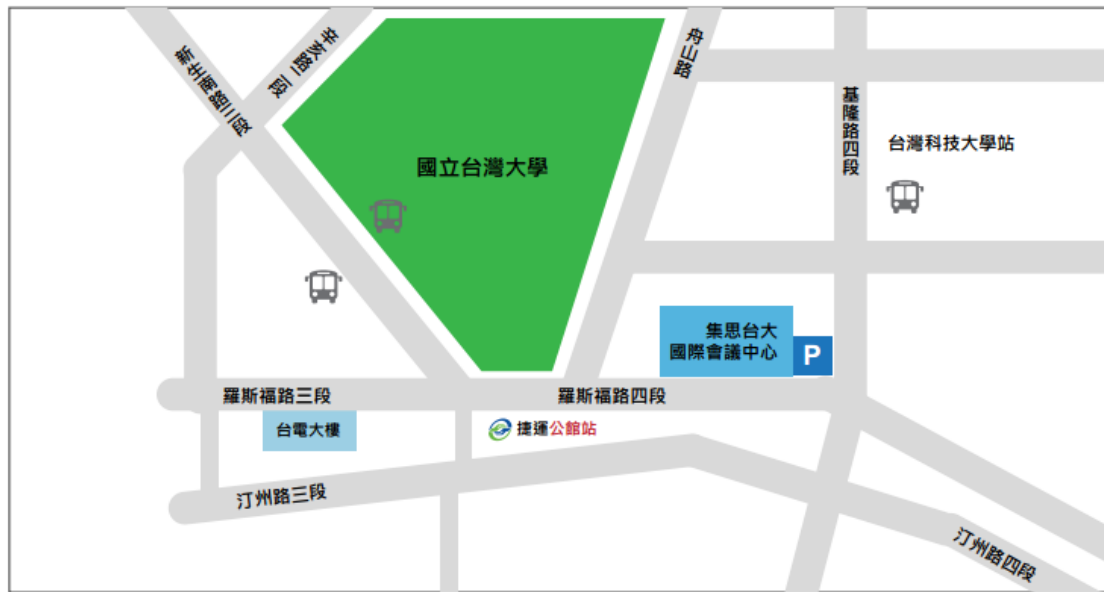 新生南路三段
辛亥路二段
舟山路
基隆路四段
台灣科技大學站
國立台灣大學
集思台大
國際會議中心
P
羅斯福路三段
羅斯福路四段
台電大樓
捷運公館站
汀州路三段
汀州路四段